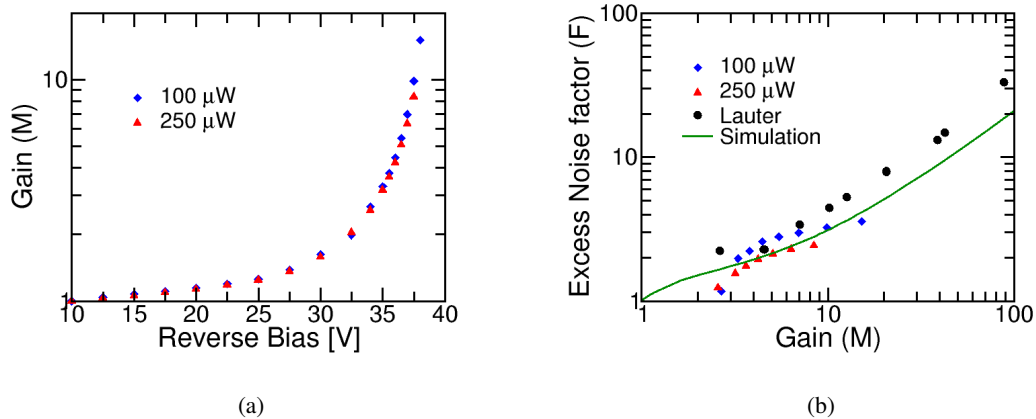 Gain (M)
10
1
100 μW
250 μW
10 15 20 25 30 35 40
Reverse Bias [V]
(a)
Excess Noise factor (F)
100
10
1
100 μW
250 μW
Lauter
Simulation
1 10 100
Gain (M)
(b)